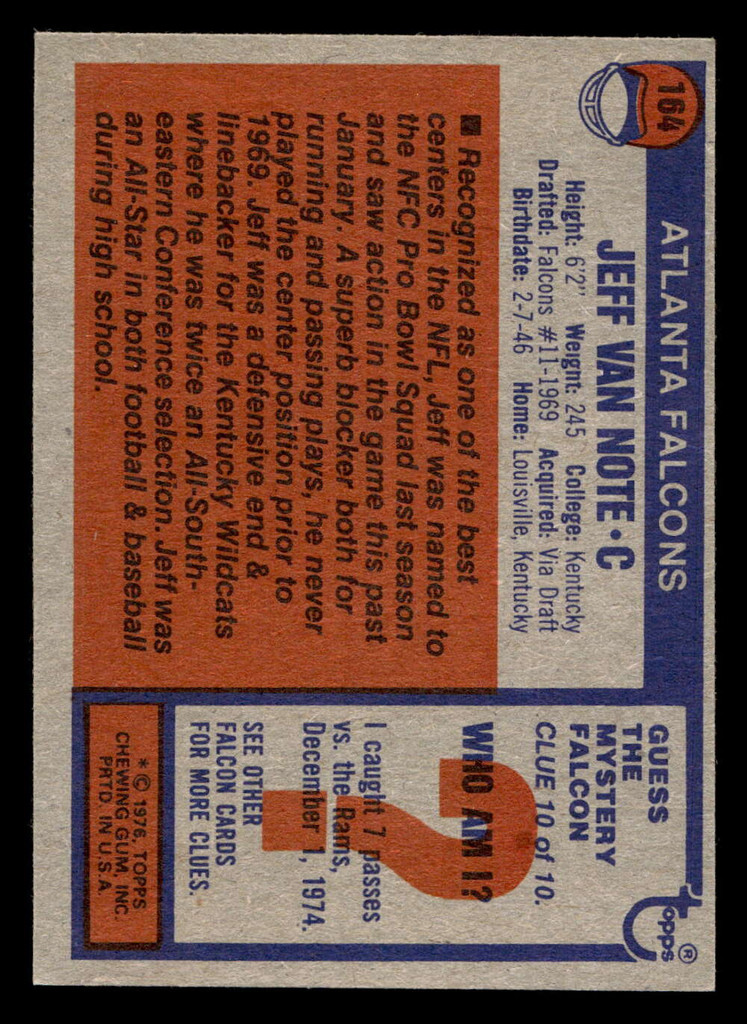 164
ATLANTA FALCONS
JEFF VAN NOTE • C
Height: 6'2" Weight: 245 College: Kentucky
Drafted: Falcons #11-1969 Acquired: Via Draft
Birthdate: 2-7-46 Home: Louisville, Kentucky
■ Recognized as one of the best
centers in the NFL, Jeff was named to
the NFC Pro Bowl Squad last season
and saw action in the game this past
January. A superb blocker both for
running and passing plays, he never
played the center position prior to
1969. Jeff was a defensive end &
linebacker for the Kentucky Wildcats
where he was twice an All-South-
eastern Conference selection. Jeff was
an All-Star in both football & baseball
during high school.
topps®
GUESS
THE
MYSTERY
FALCON
CLUE 10 of 10.
WHO AM I?
?
I caught 7 passes
vs. the Rams,
December 1, 1974.
SEE OTHER
FALCON CARDS
FOR MORE CLUES.
* © 1976, TOPPS
CHEWING GUM, INC.
PRTD. IN U.S.A.